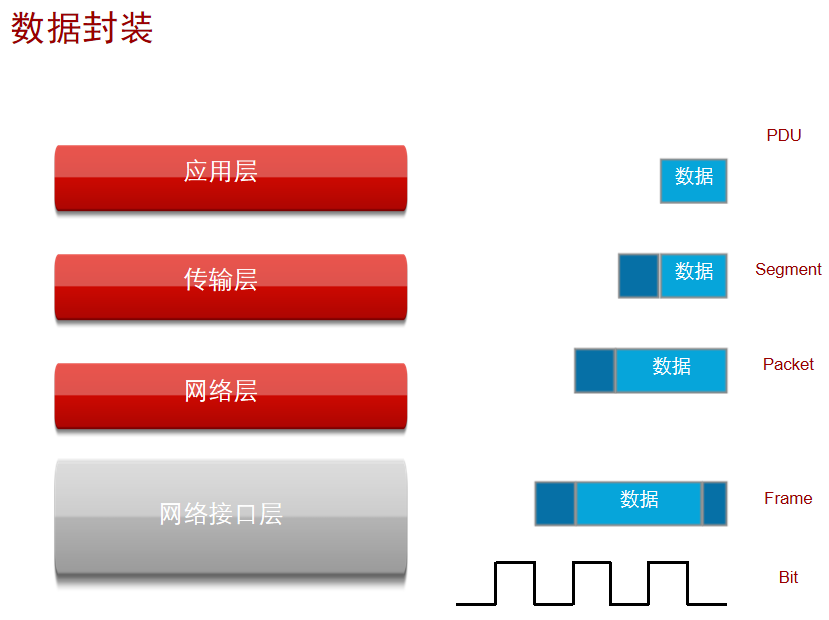 数据封装
PDU
应用层
数据
传输层
数据
Segment
网络层
数据
Packet
网络接口层
数据
Frame
Bit